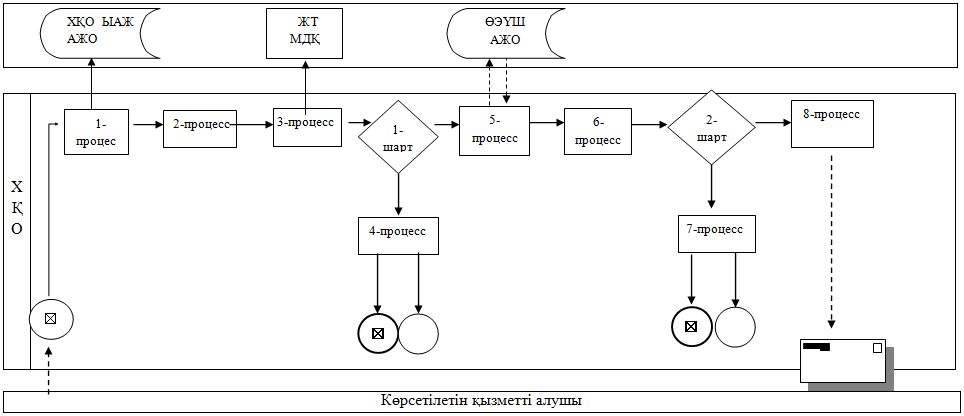 ХҚО ЫАЖ
АЖО
ЖТ
МДҚ
ӨЭҮШ
АЖО
1-
процес
2-процесс
3-процесс
1-
шарт
5-
процесс
6-
процесс
2-
шарт
8-процесс
4-процесс
7-процесс
Х
Қ
О
Көрсетілетін қызметті алушы